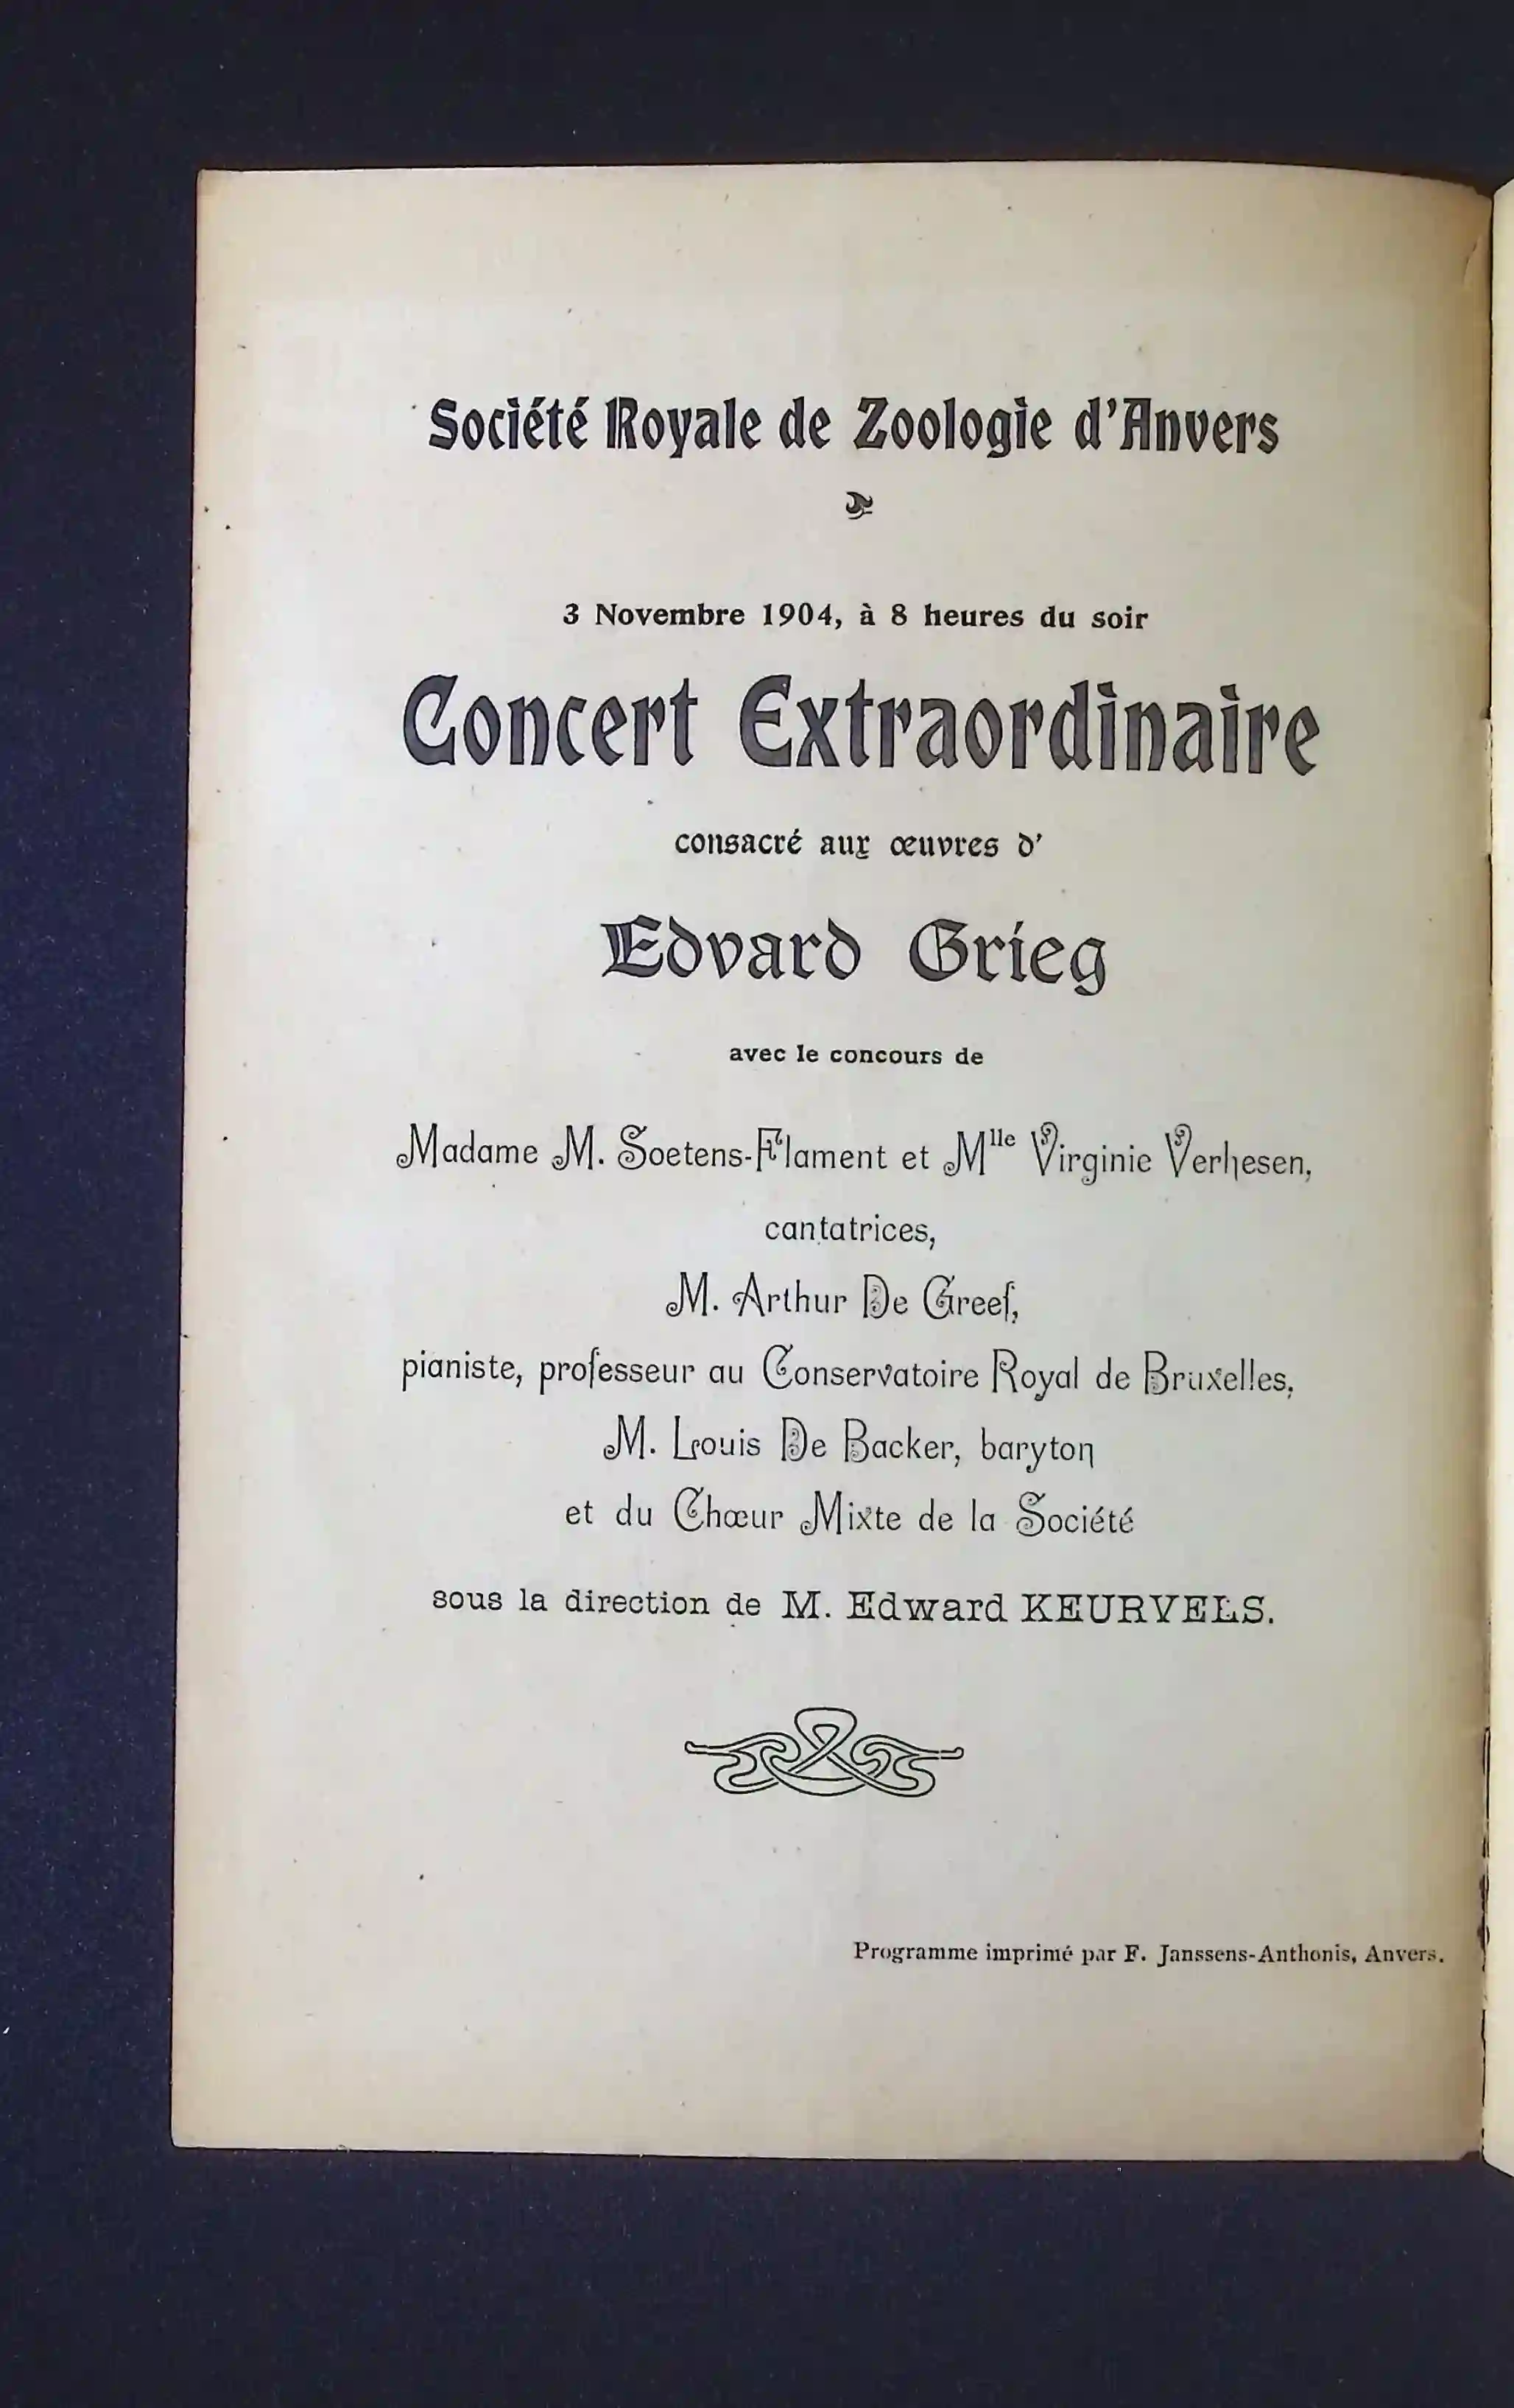 Société Royale de Zoologie d'Anvers
3 Novembre 1904, à 8 heures du soir
Concert Extraordinaire
consacré aux œuvres d'
Edvard Grieg
avec le concours de
Madame M. Soetens-Flament et Mlle Virginie Verhesen,
cantatrices,
M. Arthur De Greef,
pianiste, professeur au Conservatoire Royal de Bruxelles,
M. Louis De Backer, baryton
et du Chœur Mixte de la Société
sous la direction de M. Edward KEURVELS.
Programme imprimé par F. Janssens-Anthonis, Anvers.